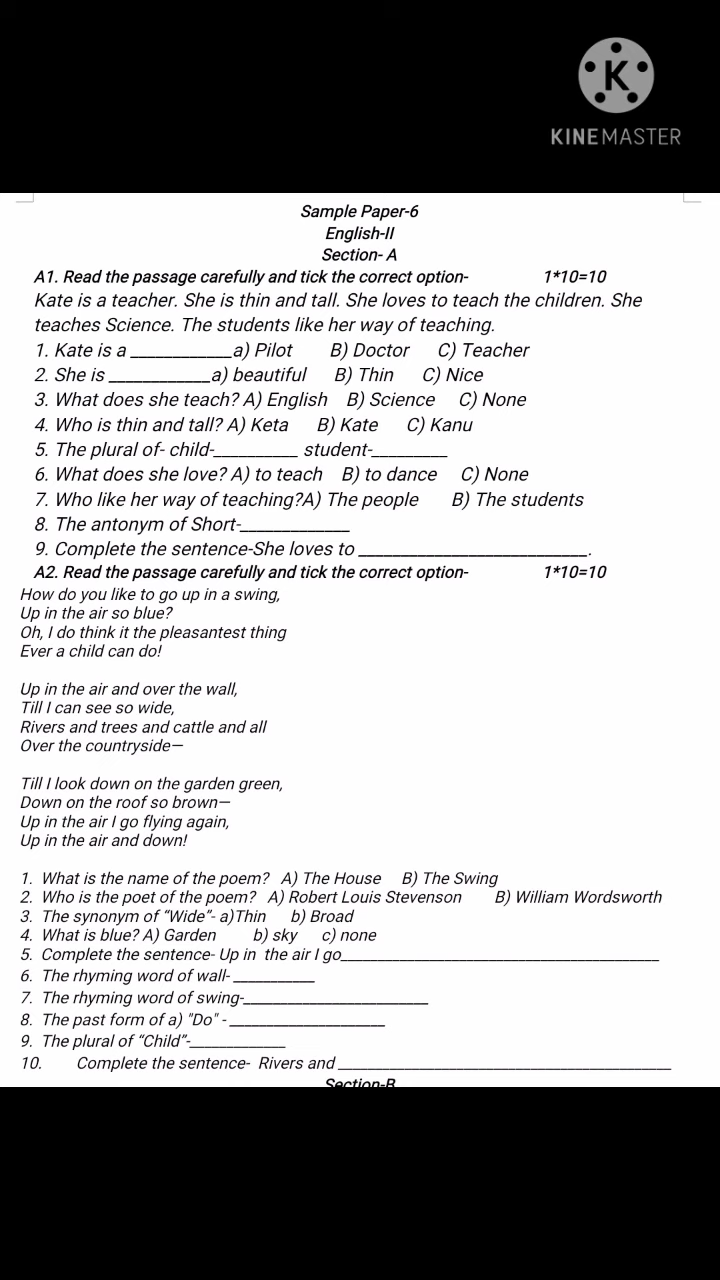 K
KINEMASTER
Sample Paper-6
English-II
Section- A
A1. Read the passage carefully and tick the correct option- 1*10=10
Kate is a teacher. She is thin and tall. She loves to teach the children. She
teaches Science. The students like her way of teaching.
1. Kate is a ____________a) Pilot B) Doctor C) Teacher
2. She is ____________a) beautiful B) Thin C) Nice
3. What does she teach? A) English B) Science C) None
4. Who is thin and tall? A) Keta B) Kate C) Kanu
5. The plural of- child-__________ student-_________
6. What does she love? A) to teach B) to dance C) None
7. Who like her way of teaching?A) The people B) The students
8. The antonym of Short-_____________
9. Complete the sentence-She loves to ___________________________.
A2. Read the passage carefully and tick the correct option- 1*10=10
How do you like to go up in a swing,
Up in the air so blue?
Oh, I do think it the pleasantest thing
Ever a child can do!
Up in the air and over the wall,
Till I can see so wide,
Rivers and trees and cattle and all
Over the countryside—
Till I look down on the garden green,
Down on the roof so brown—
Up in the air I go flying again,
Up in the air and down!
1. What is the name of the poem? A) The House B) The Swing
2. Who is the poet of the poem? A) Robert Louis Stevenson B) William Wordsworth
3. The synonym of “Wide”- a)Thin b) Broad
4. What is blue? A) Garden b) sky c) none
5. Complete the sentence- Up in the air I go___________________________________
6. The rhyming word of wall- _________
7. The rhyming word of swing-____________________
8. The past form of a) "Do" - _________________
9. The plural of “Child”-___________
10. Complete the sentence- Rivers and _____________________________________
Section-B